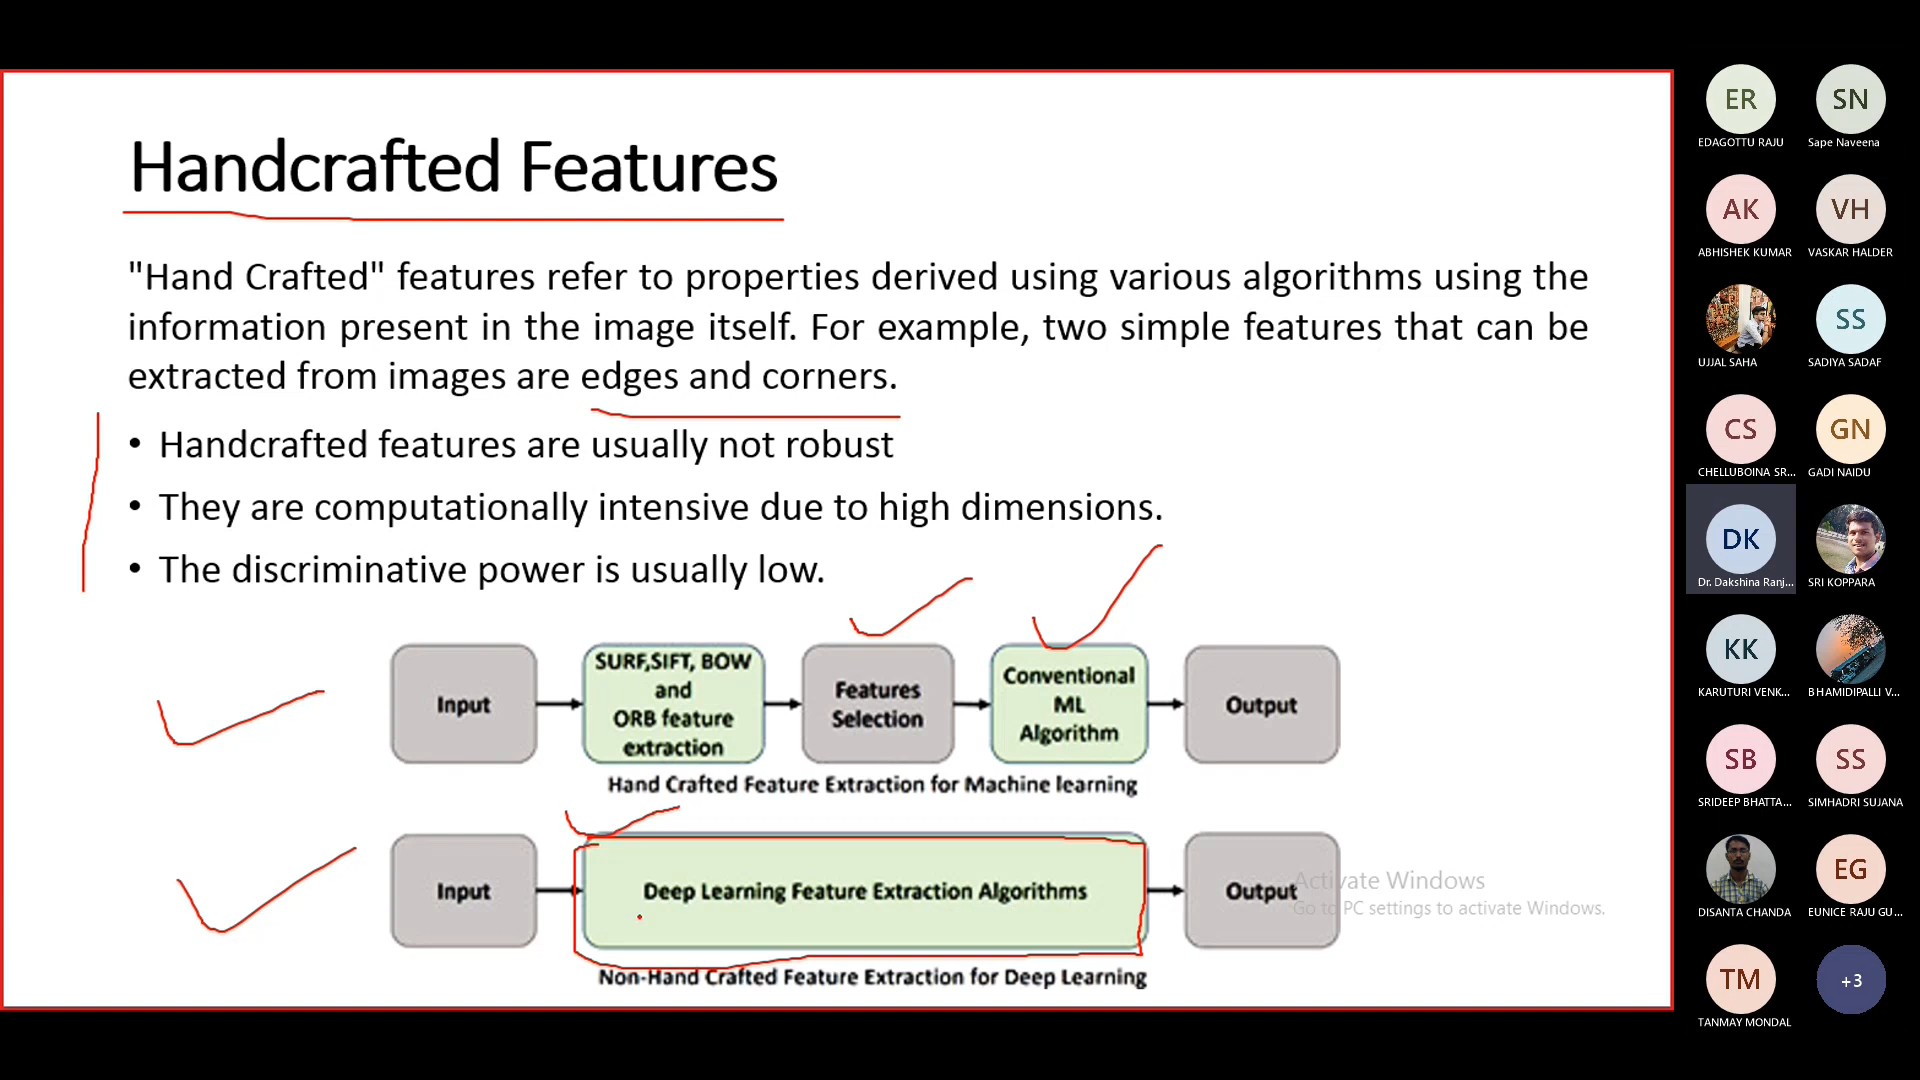 Handcrafted Features
"Hand Crafted" features refer to properties derived using various algorithms using the
information present in the image itself. For example, two simple features that can be
extracted from images are edges and corners.
• Handcrafted features are usually not robust
• They are computationally intensive due to high dimensions.
• The discriminative power is usually low.
Input
SURF,SIFT, BOW
and
ORB feature
extraction
Features
Selection
Conventional
ML
Algorithm
Output
Hand Crafted Feature Extraction for Machine learning
Input
Deep Learning Feature Extraction Algorithms
Output
Non-Hand Crafted Feature Extraction for Deep Learning
Activate Windows
Go to PC settings to activate Windows.
ER
EDAGOTTU RAJU
SN
Sape Naveena
AK
ABHISHEK KUMAR
VH
VASKAR HALDER
UJJAL SAHA
SS
SADIYA SADAF
CS
CHELLUBOINA SR...
GN
GADI NAIDU
DK
Dr. Dakshina Ranj...
SRI KOPPARA
KK
KARUTURI VENK...
BHAMIDIPALLI V...
SB
SRIDEEP BHATTA...
SS
SIMHADRI SUJANA
DISANTA CHANDA
EG
EUNICE RAJU GU...
TM
TANMAY MONDAL
+3